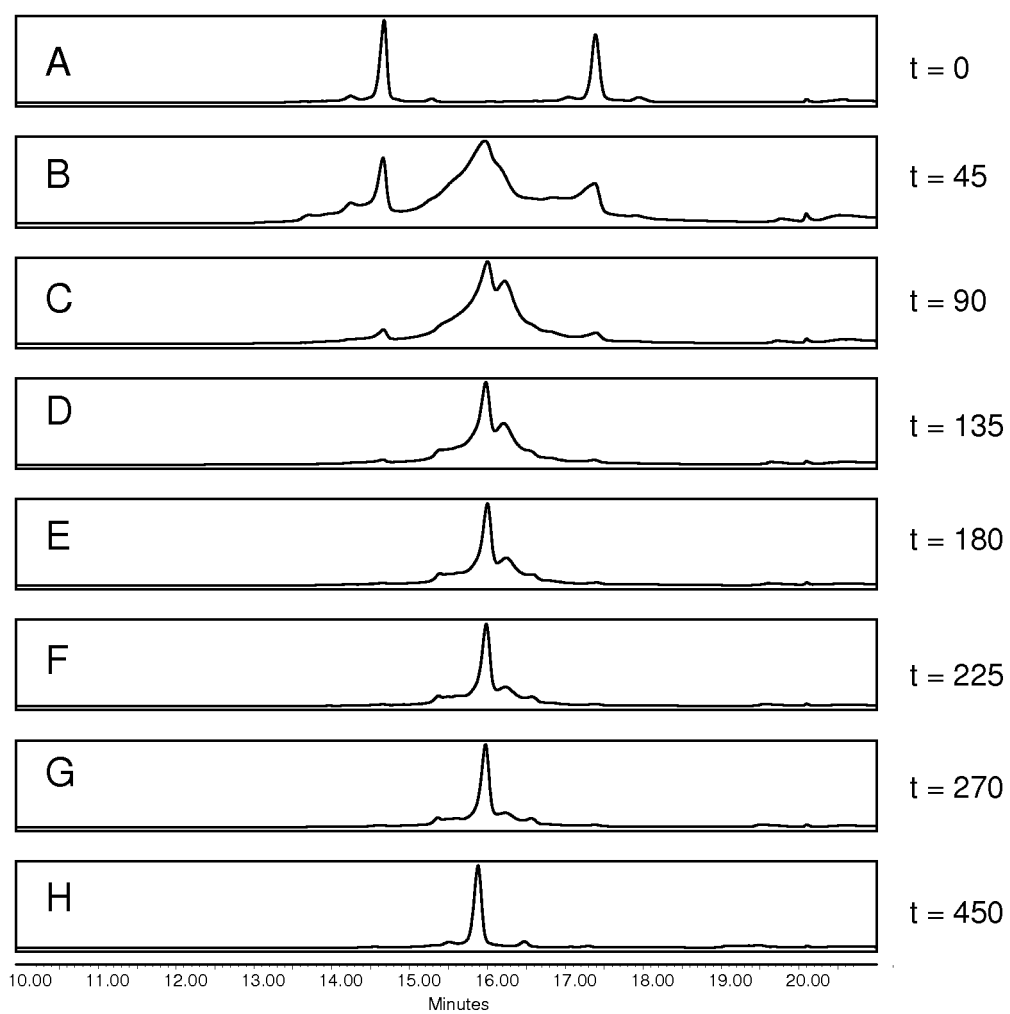 A t = 0
B t = 45
C t = 90
D t = 135
E t = 180
F t = 225
G t = 270
H t = 450
10.00 11.00 12.00 13.00 14.00 15.00 16.00 17.00 18.00 19.00 20.00
Minutes